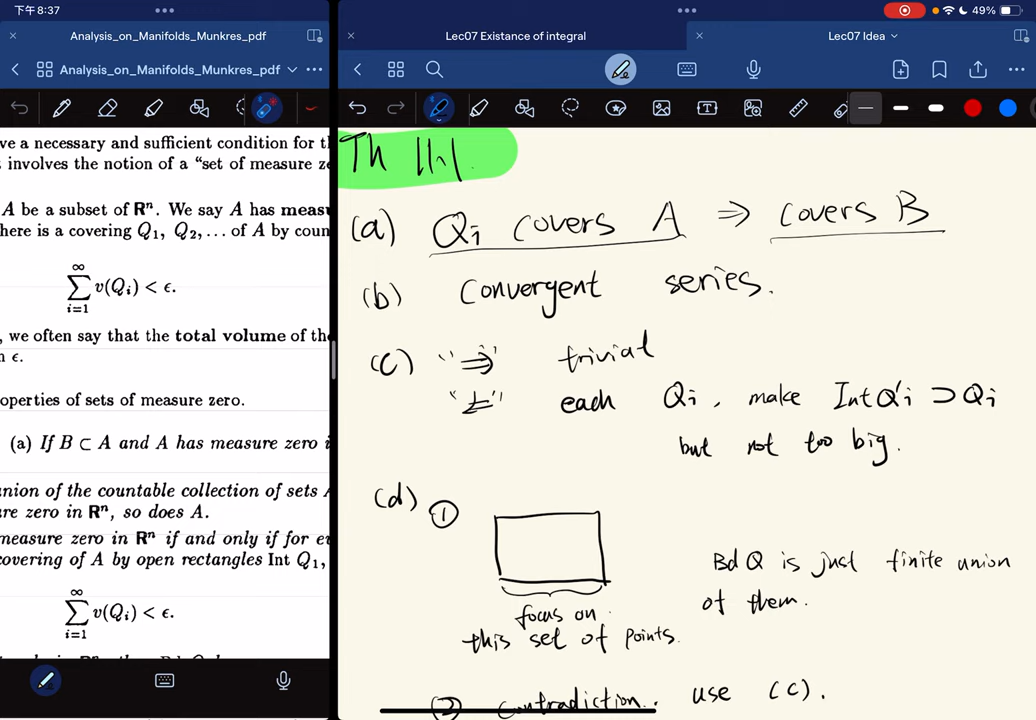 下午8:37
49%
Analysis_on_Manifolds_Munkres_pdf
Lec07 Existance of integral
Lec07 Idea
Analysis_on_Manifolds_Munkres_pdf
ve a necessary and sufficient condition for th
t involves the notion of a "set of measure ze
A be a subset of Rⁿ. We say A has meas
here is a covering Q₁, Q₂, … of A by coun
∞
∑ v(Qᵢ) < ϵ.
i=1
, we often say that the total volume of the
n ϵ.
operties of sets of measure zero.
(a) If B ⊂ A and A has measure zero i
union of the countable collection of sets A
re zero in Rⁿ, so does A.
measure zero in Rⁿ if and only if for ev
covering of A by open rectangles Int Q₁,
∞
∑ v(Qᵢ) < ϵ.
i=1
Th 11.1.
(a) Qi covers A ⇒ covers B
(b) Convergent series.
(c) "⇒" trivial
"⇐" each Qi, make Int Q'i ⊃ Qi
but not too big.
(d) ①
Bd Q is just finite union
of them.
focus on
this set of points.
② contradiction. use (c).